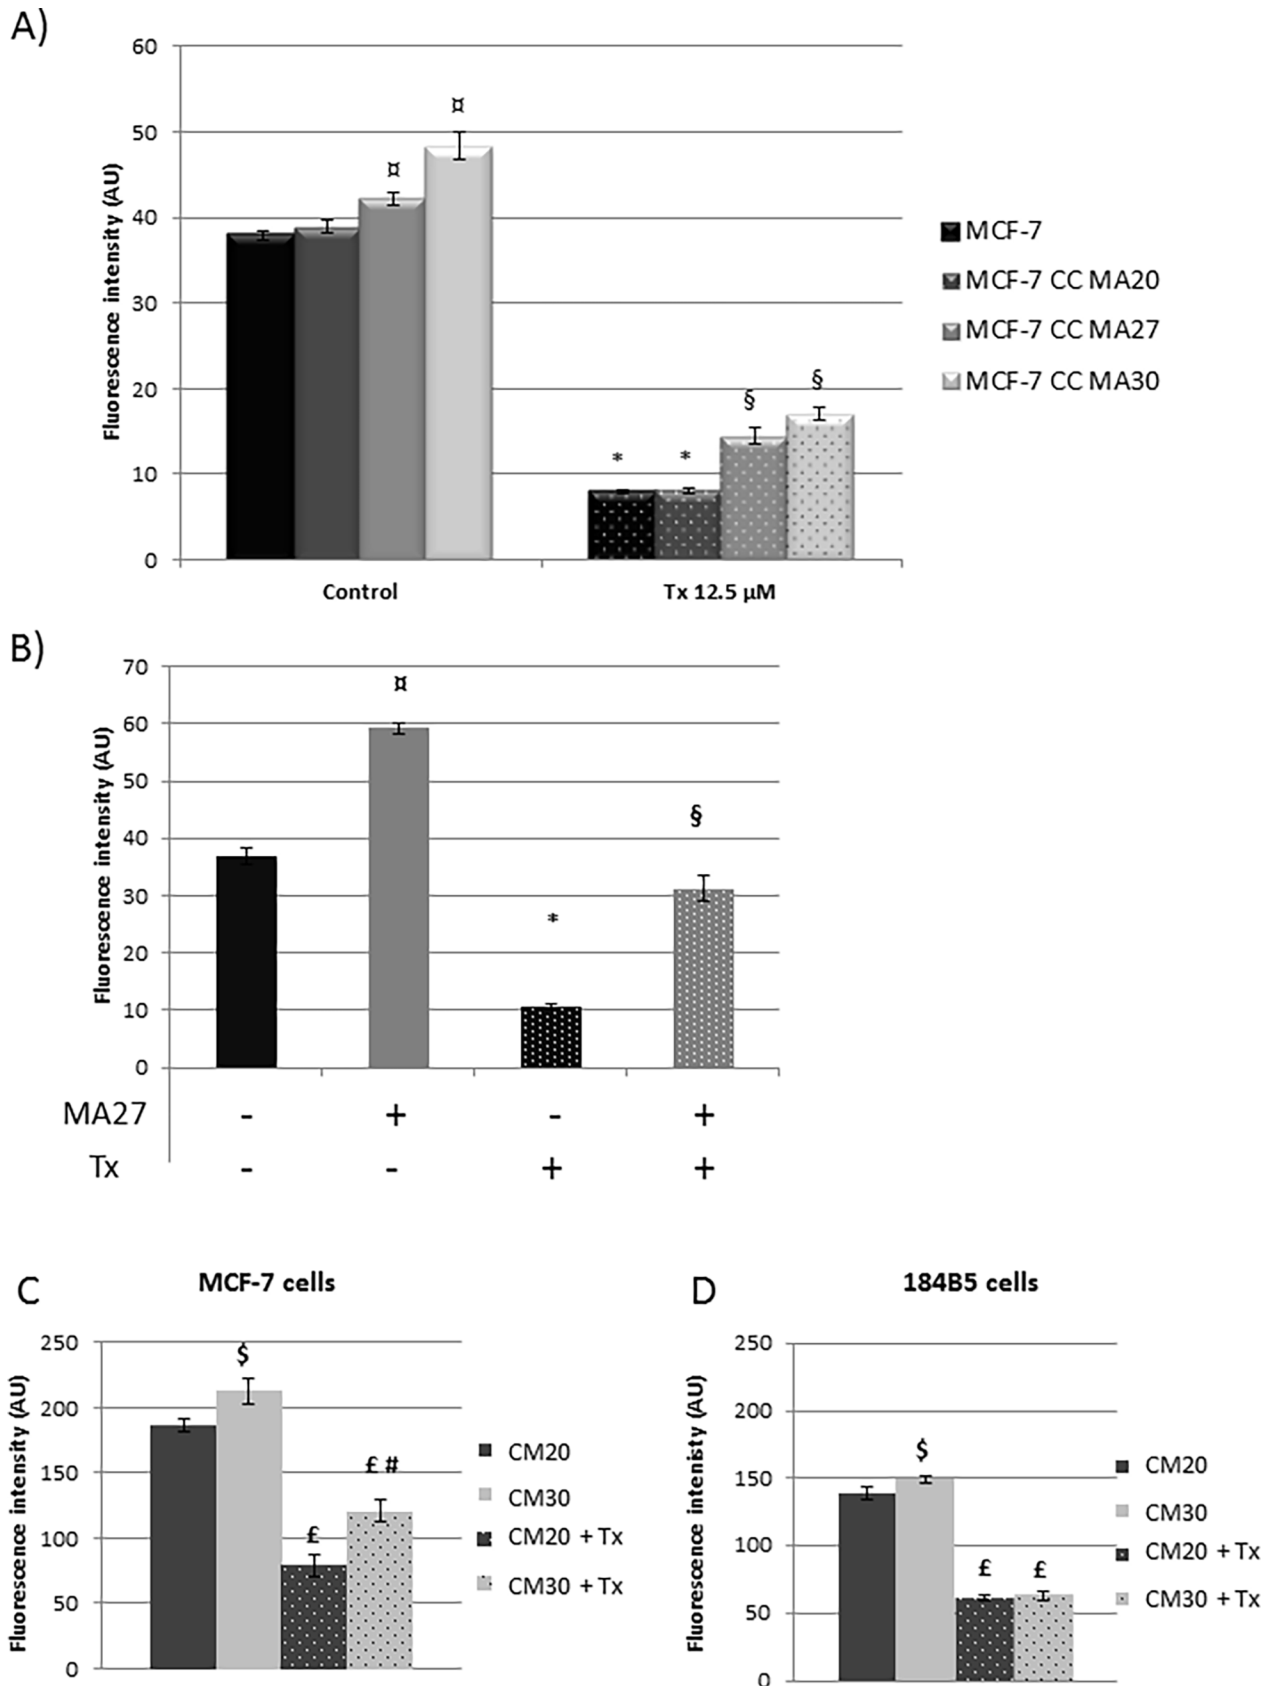 A)
60
50
40
30
20
10
0
Fluorescence intensity (AU)
¤
¤
*
*
§
§
Control
Tx 12.5 µM
MCF-7
MCF-7 CC MA20
MCF-7 CC MA27
MCF-7 CC MA30
B)
70
60
50
40
30
20
10
0
Fluorescence intensity (AU)
¤
*
§
MA27 - + - +
Tx - - + +
C
MCF-7 cells
250
200
150
100
50
0
Fluorescence intensity (AU)
$
£
£ #
CM20
CM30
CM20 + Tx
CM30 + Tx
D
184B5 cells
250
200
150
100
50
0
Fluorescence intenisty (AU)
$
£
£
CM20
CM30
CM20 + Tx
CM30 + Tx